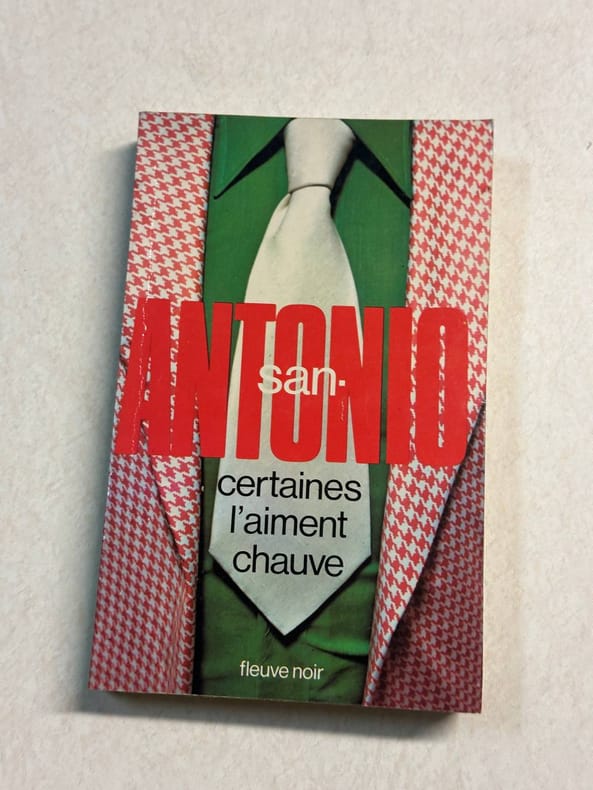 san-
ANTONIO
certaines
l'aiment
chauve
fleuve noir